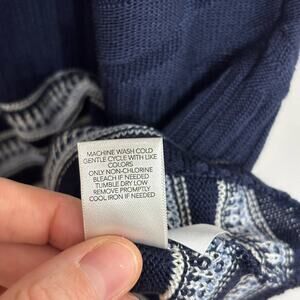 MACHINE WASH COLD
GENTLE CYCLE WITH LIKE
COLORS
ONLY NON-CHLORINE
BLEACH IF NEEDED
TUMBLE DRY LOW
REMOVE PROMPTLY
COOL IRON IF NEEDED